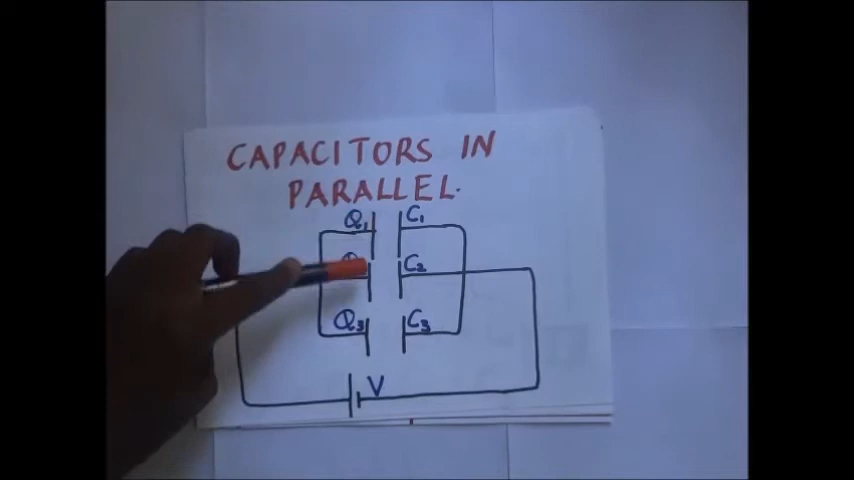 CAPACITORS IN
PARALLEL.
Q1 C1
C2
Q3 C3
V